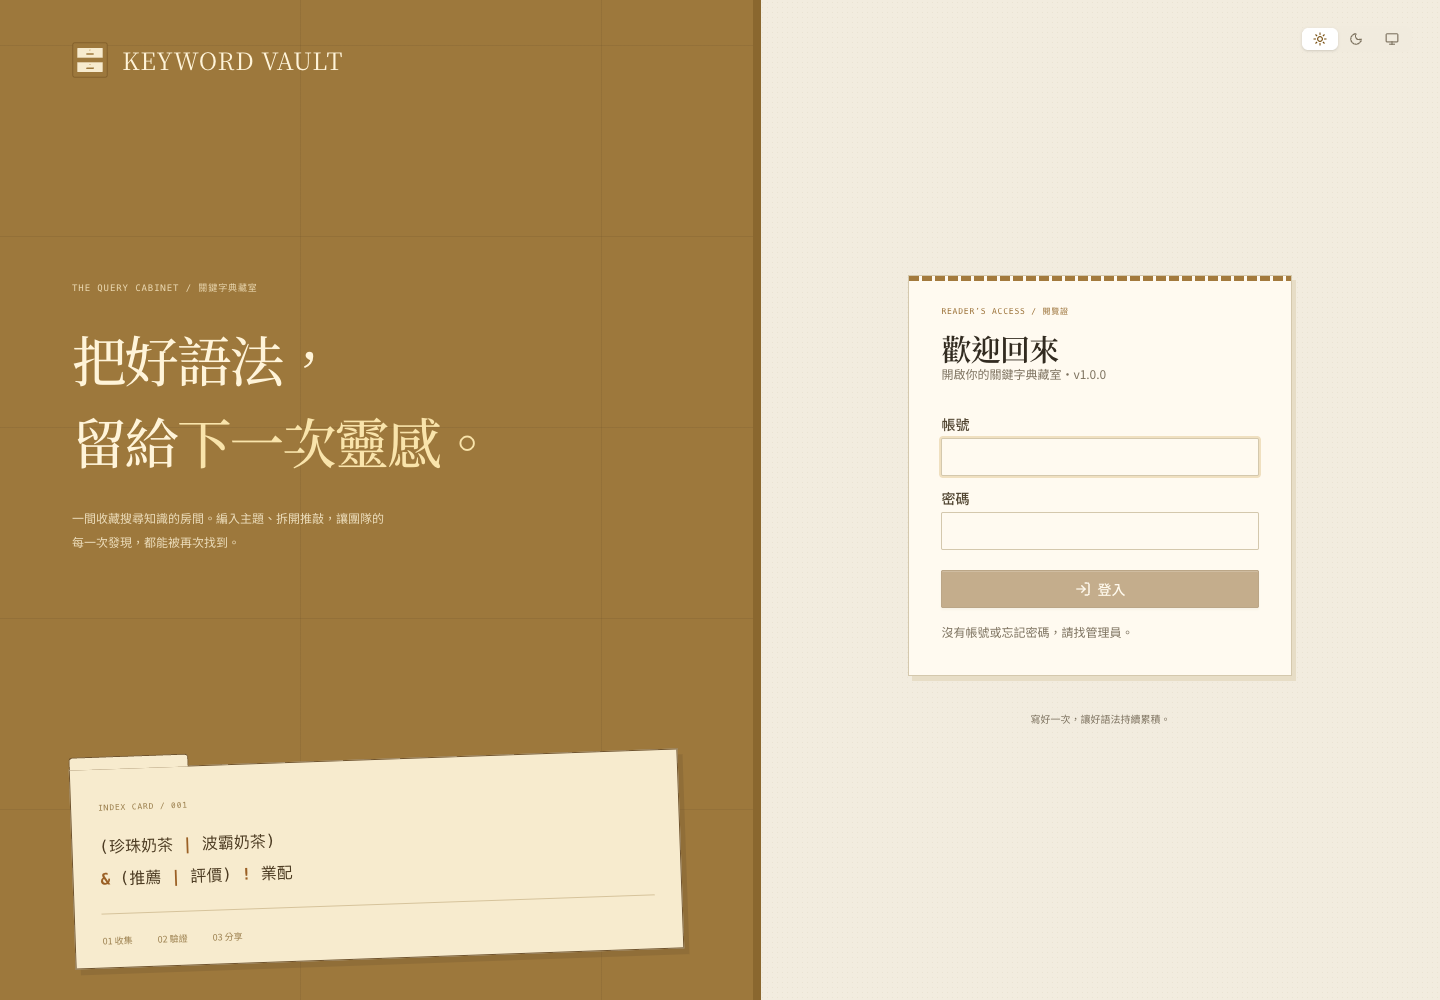 KEYWORD VAULT
THE QUERY CABINET / 關鍵字典藏室
把好語法，
留給下一次靈感。
一間收藏搜尋知識的房間。編入主題、拆開推敲，讓團隊的
每一次發現，都能被再次找到。
INDEX CARD / 001
(珍珠奶茶 | 波霸奶茶)
& (推薦 | 評價) ! 業配
01 收集 02 驗證 03 分享
READER'S ACCESS / 閱覽證
歡迎回來
開啟你的關鍵字典藏室・v1.0.0
帳號
密碼
登入
沒有帳號或忘記密碼，請找管理員。
寫好一次，讓好語法持續累積。